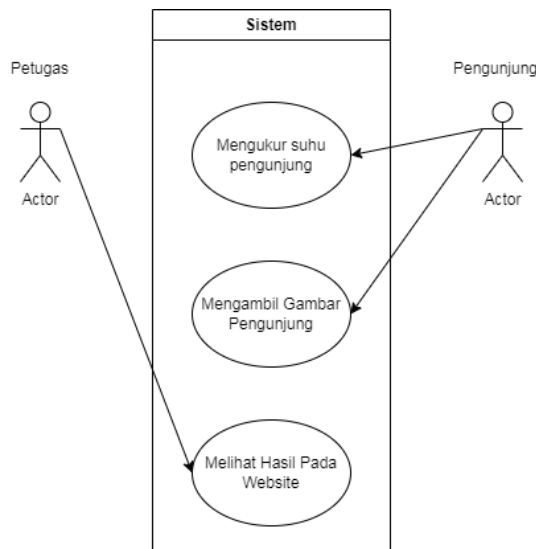 Sistem
Petugas
Pengunjung
Actor
Actor
Mengukur suhu
pengunjung
Mengambil Gambar
Pengunjung
Melihat Hasil Pada
Website